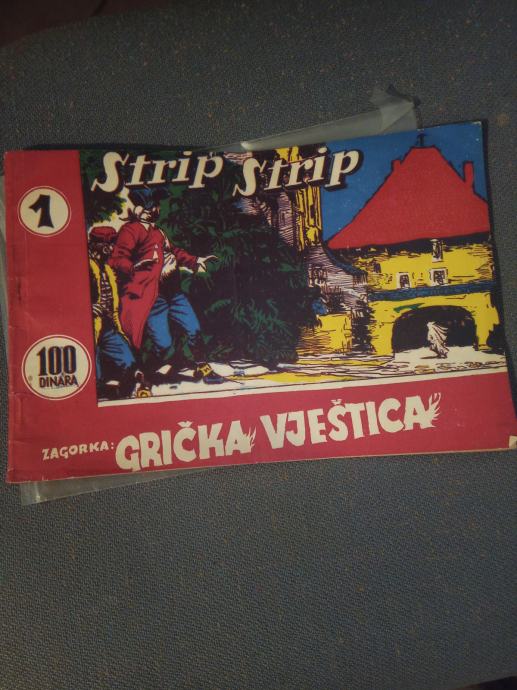 Strip Strip
1
100
DINARA
ZAGORKA: GRIČKA VJEŠTICA